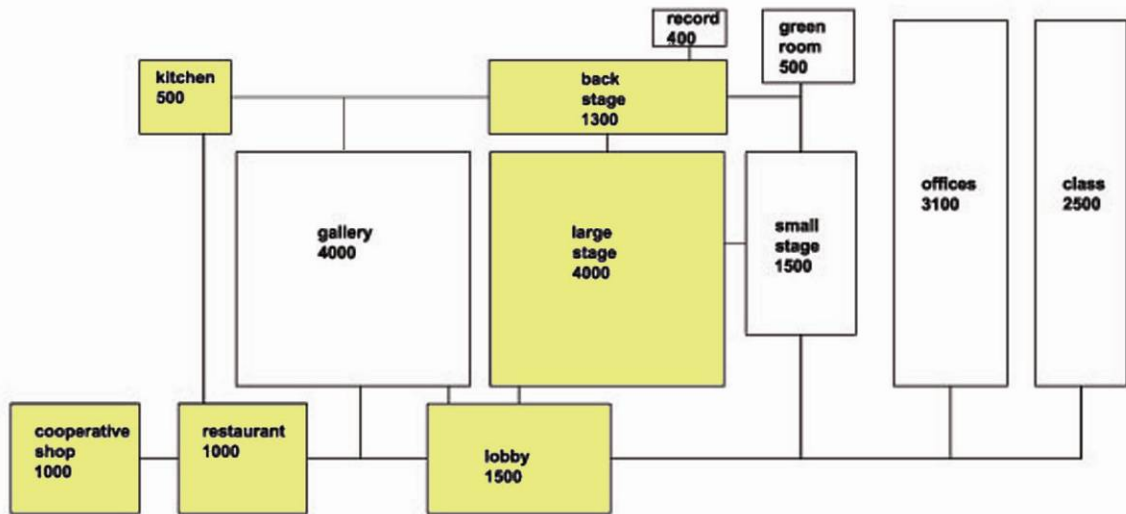 record
400
green
room
500
kitchen
500
back
stage
1300
gallery
4000
large
stage
4000
small
stage
1500
offices
3100
class
2500
cooperative
shop
1000
restaurant
1000
lobby
1500